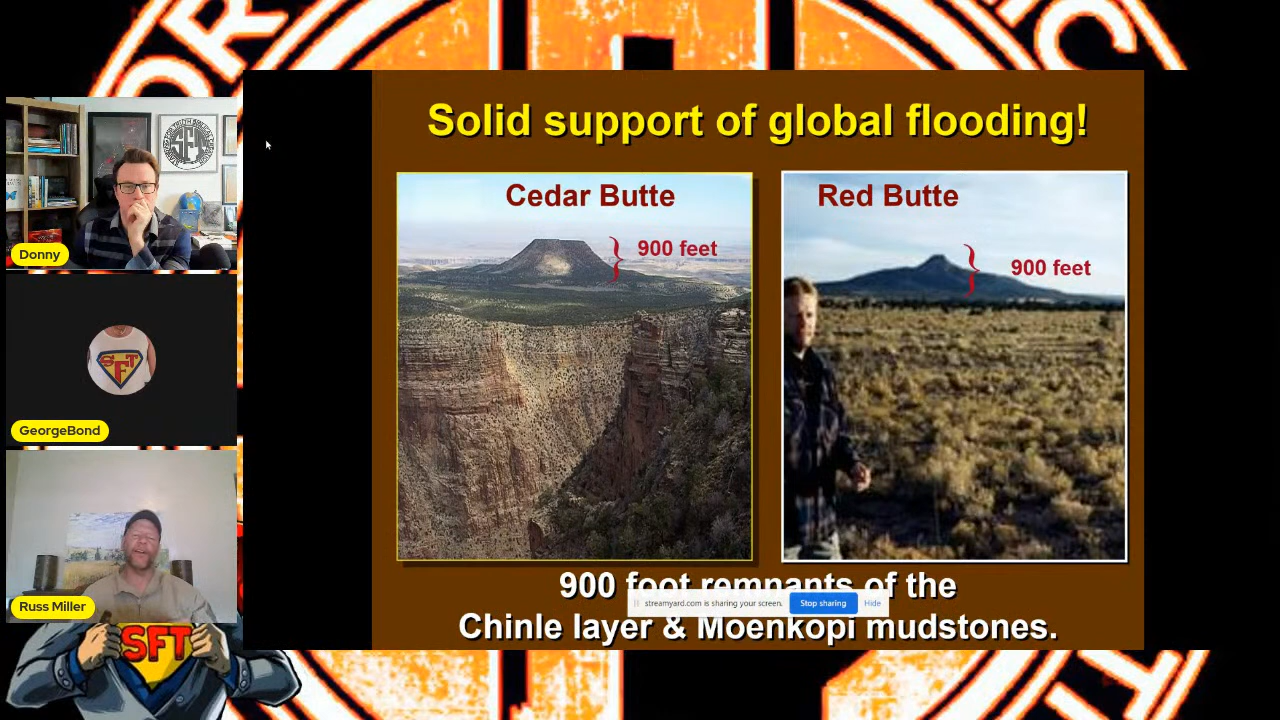 Solid support of global flooding!
Cedar Butte
900 feet
Red Butte
900 feet
900 foot remnants of the
streamyard.com is sharing your screen.
Stop sharing
Hide
Chinle layer & Moenkopi mudstones.
SFM
Donny
SFT
GeorgeBond
Russ Miller
SFT